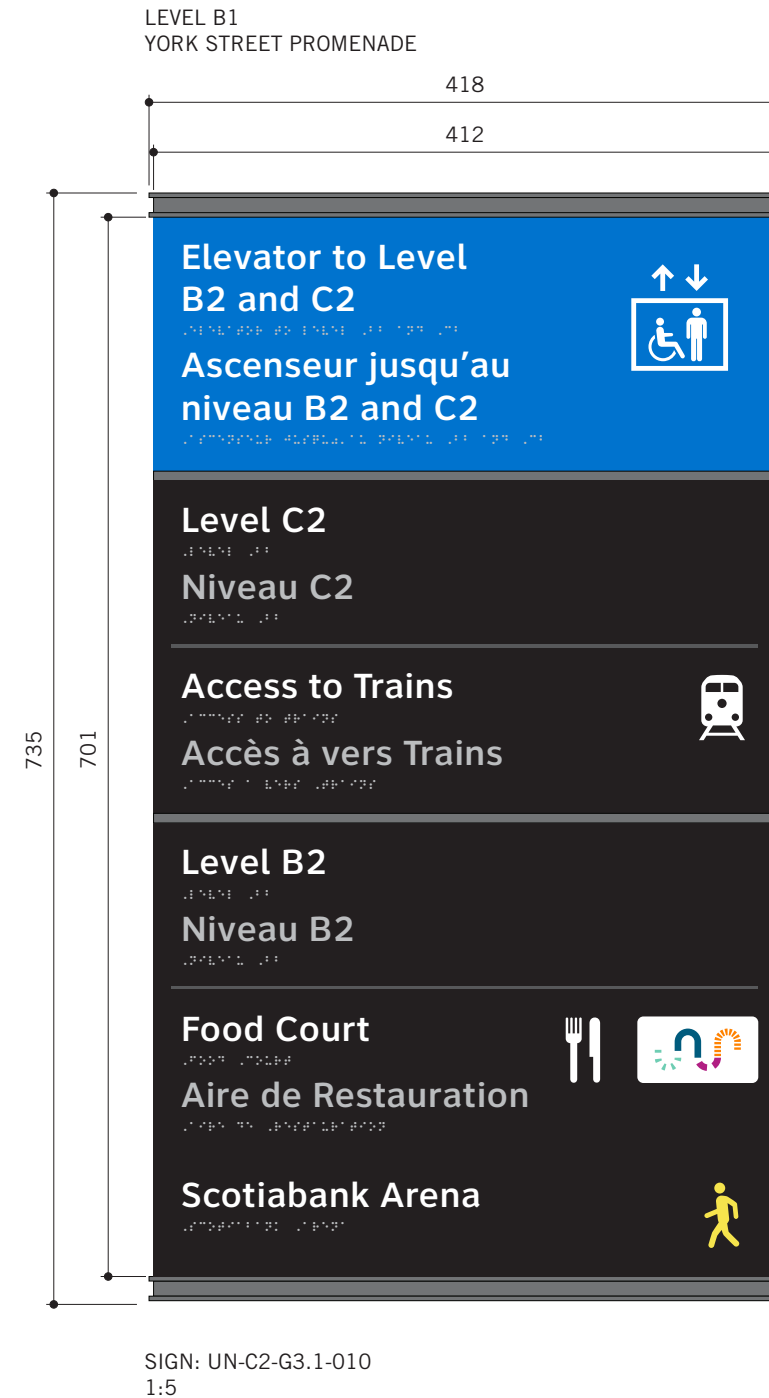 LEVEL B1
YORK STREET PROMENADE
418
412
735
701
Elevator to Level
B2 and C2
Ascenseur jusqu’au
niveau B2 and C2
Level C2
Niveau C2
Access to Trains
Accès à vers Trains
Level B2
Niveau B2
Food Court
Aire de Restauration
Scotiabank Arena
SIGN: UN-C2-G3.1-010
1:5